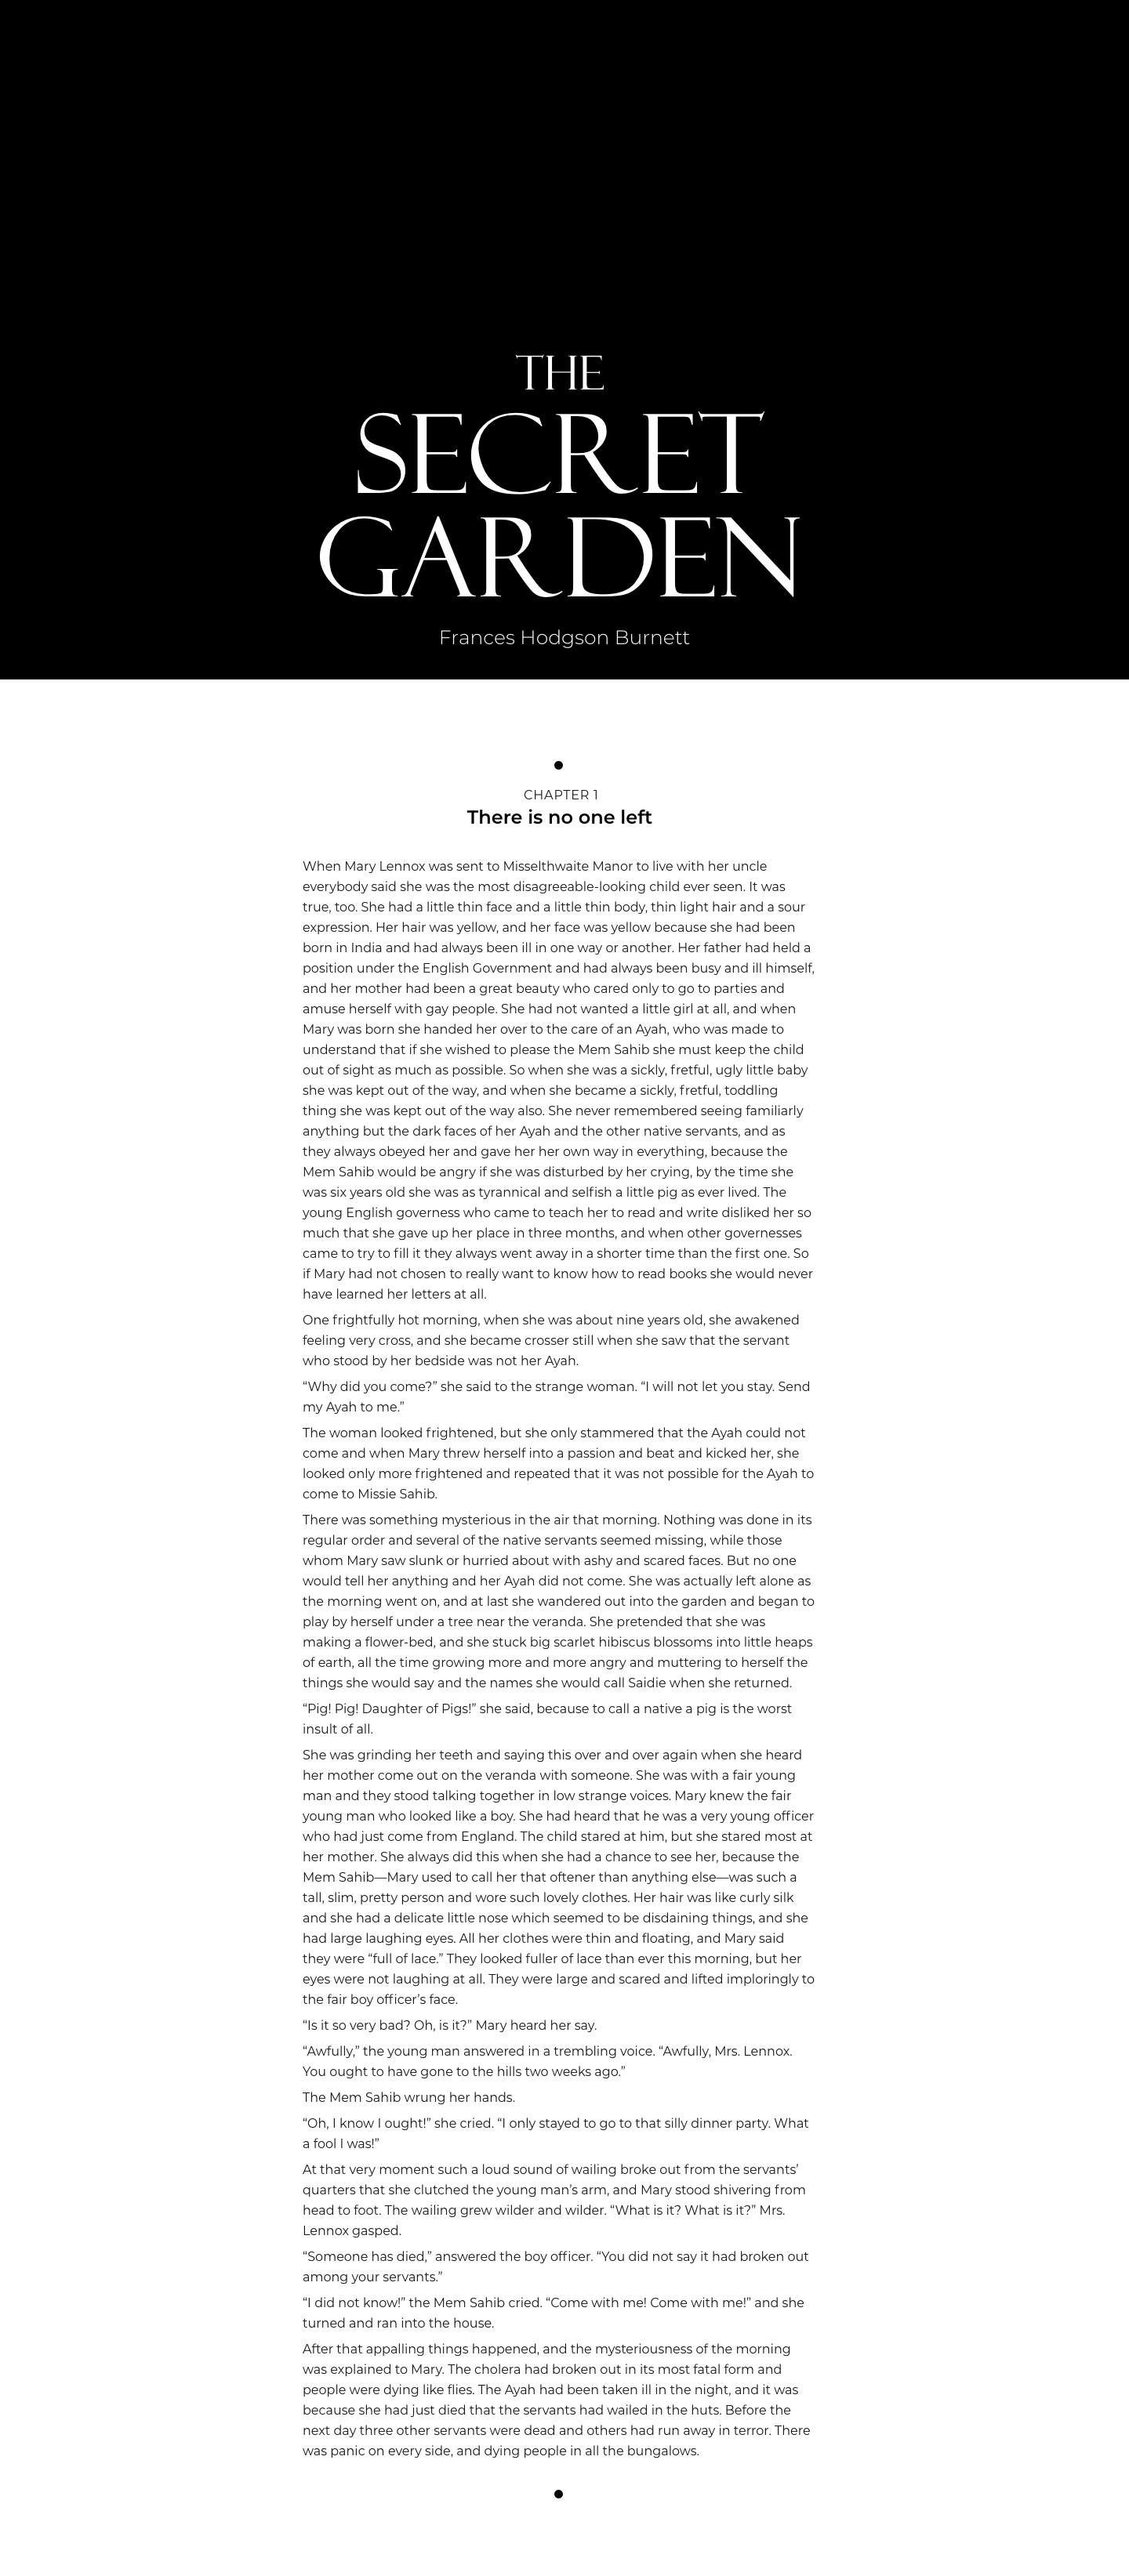 THE
SECRET
GARDEN
Frances Hodgson Burnett
CHAPTER 1
There is no one left
When Mary Lennox was sent to Misselthwaite Manor to live with her uncle
everybody said she was the most disagreeable-looking child ever seen. It was
true, too. She had a little thin face and a little thin body, thin light hair and a sour
expression. Her hair was yellow, and her face was yellow because she had been
born in India and had always been ill in one way or another. Her father had held a
position under the English Government and had always been busy and ill himself,
and her mother had been a great beauty who cared only to go to parties and
amuse herself with gay people. She had not wanted a little girl at all, and when
Mary was born she handed her over to the care of an Ayah, who was made to
understand that if she wished to please the Mem Sahib she must keep the child
out of sight as much as possible. So when she was a sickly, fretful, ugly little baby
she was kept out of the way, and when she became a sickly, fretful, toddling
thing she was kept out of the way also. She never remembered seeing familiarly
anything but the dark faces of her Ayah and the other native servants, and as
they always obeyed her and gave her her own way in everything, because the
Mem Sahib would be angry if she was disturbed by her crying, by the time she
was six years old she was as tyrannical and selfish a little pig as ever lived. The
young English governess who came to teach her to read and write disliked her so
much that she gave up her place in three months, and when other governesses
came to try to fill it they always went away in a shorter time than the first one. So
if Mary had not chosen to really want to know how to read books she would never
have learned her letters at all.
One frightfully hot morning, when she was about nine years old, she awakened
feeling very cross, and she became crosser still when she saw that the servant
who stood by her bedside was not her Ayah.
“Why did you come?” she said to the strange woman. “I will not let you stay. Send
my Ayah to me.”
The woman looked frightened, but she only stammered that the Ayah could not
come and when Mary threw herself into a passion and beat and kicked her, she
looked only more frightened and repeated that it was not possible for the Ayah to
come to Missie Sahib.
There was something mysterious in the air that morning. Nothing was done in its
regular order and several of the native servants seemed missing, while those
whom Mary saw slunk or hurried about with ashy and scared faces. But no one
would tell her anything and her Ayah did not come. She was actually left alone as
the morning went on, and at last she wandered out into the garden and began to
play by herself under a tree near the veranda. She pretended that she was
making a flower-bed, and she stuck big scarlet hibiscus blossoms into little heaps
of earth, all the time growing more and more angry and muttering to herself the
things she would say and the names she would call Saidie when she returned.
“Pig! Pig! Daughter of Pigs!” she said, because to call a native a pig is the worst
insult of all.
She was grinding her teeth and saying this over and over again when she heard
her mother come out on the veranda with someone. She was with a fair young
man and they stood talking together in low strange voices. Mary knew the fair
young man who looked like a boy. She had heard that he was a very young officer
who had just come from England. The child stared at him, but she stared most at
her mother. She always did this when she had a chance to see her, because the
Mem Sahib—Mary used to call her that oftener than anything else—was such a
tall, slim, pretty person and wore such lovely clothes. Her hair was like curly silk
and she had a delicate little nose which seemed to be disdaining things, and she
had large laughing eyes. All her clothes were thin and floating, and Mary said
they were “full of lace.” They looked fuller of lace than ever this morning, but her
eyes were not laughing at all. They were large and scared and lifted imploringly to
the fair boy officer’s face.
“Is it so very bad? Oh, is it?” Mary heard her say.
“Awfully,” the young man answered in a trembling voice. “Awfully, Mrs. Lennox.
You ought to have gone to the hills two weeks ago.”
The Mem Sahib wrung her hands.
“Oh, I know I ought!” she cried. “I only stayed to go to that silly dinner party. What
a fool I was!”
At that very moment such a loud sound of wailing broke out from the servants’
quarters that she clutched the young man’s arm, and Mary stood shivering from
head to foot. The wailing grew wilder and wilder. “What is it? What is it?” Mrs.
Lennox gasped.
“Someone has died,” answered the boy officer. “You did not say it had broken out
among your servants.”
“I did not know!” the Mem Sahib cried. “Come with me! Come with me!” and she
turned and ran into the house.
After that appalling things happened, and the mysteriousness of the morning
was explained to Mary. The cholera had broken out in its most fatal form and
people were dying like flies. The Ayah had been taken ill in the night, and it was
because she had just died that the servants had wailed in the huts. Before the
next day three other servants were dead and others had run away in terror. There
was panic on every side, and dying people in all the bungalows.